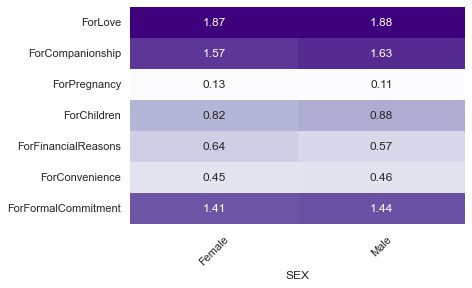 ForLove 1.87 1.88
ForCompanionship 1.57 1.63
ForPregnancy 0.13 0.11
ForChildren 0.82 0.88
ForFinancialReasons 0.64 0.57
ForConvenience 0.45 0.46
ForFormalCommitment 1.41 1.44
Female Male
SEX